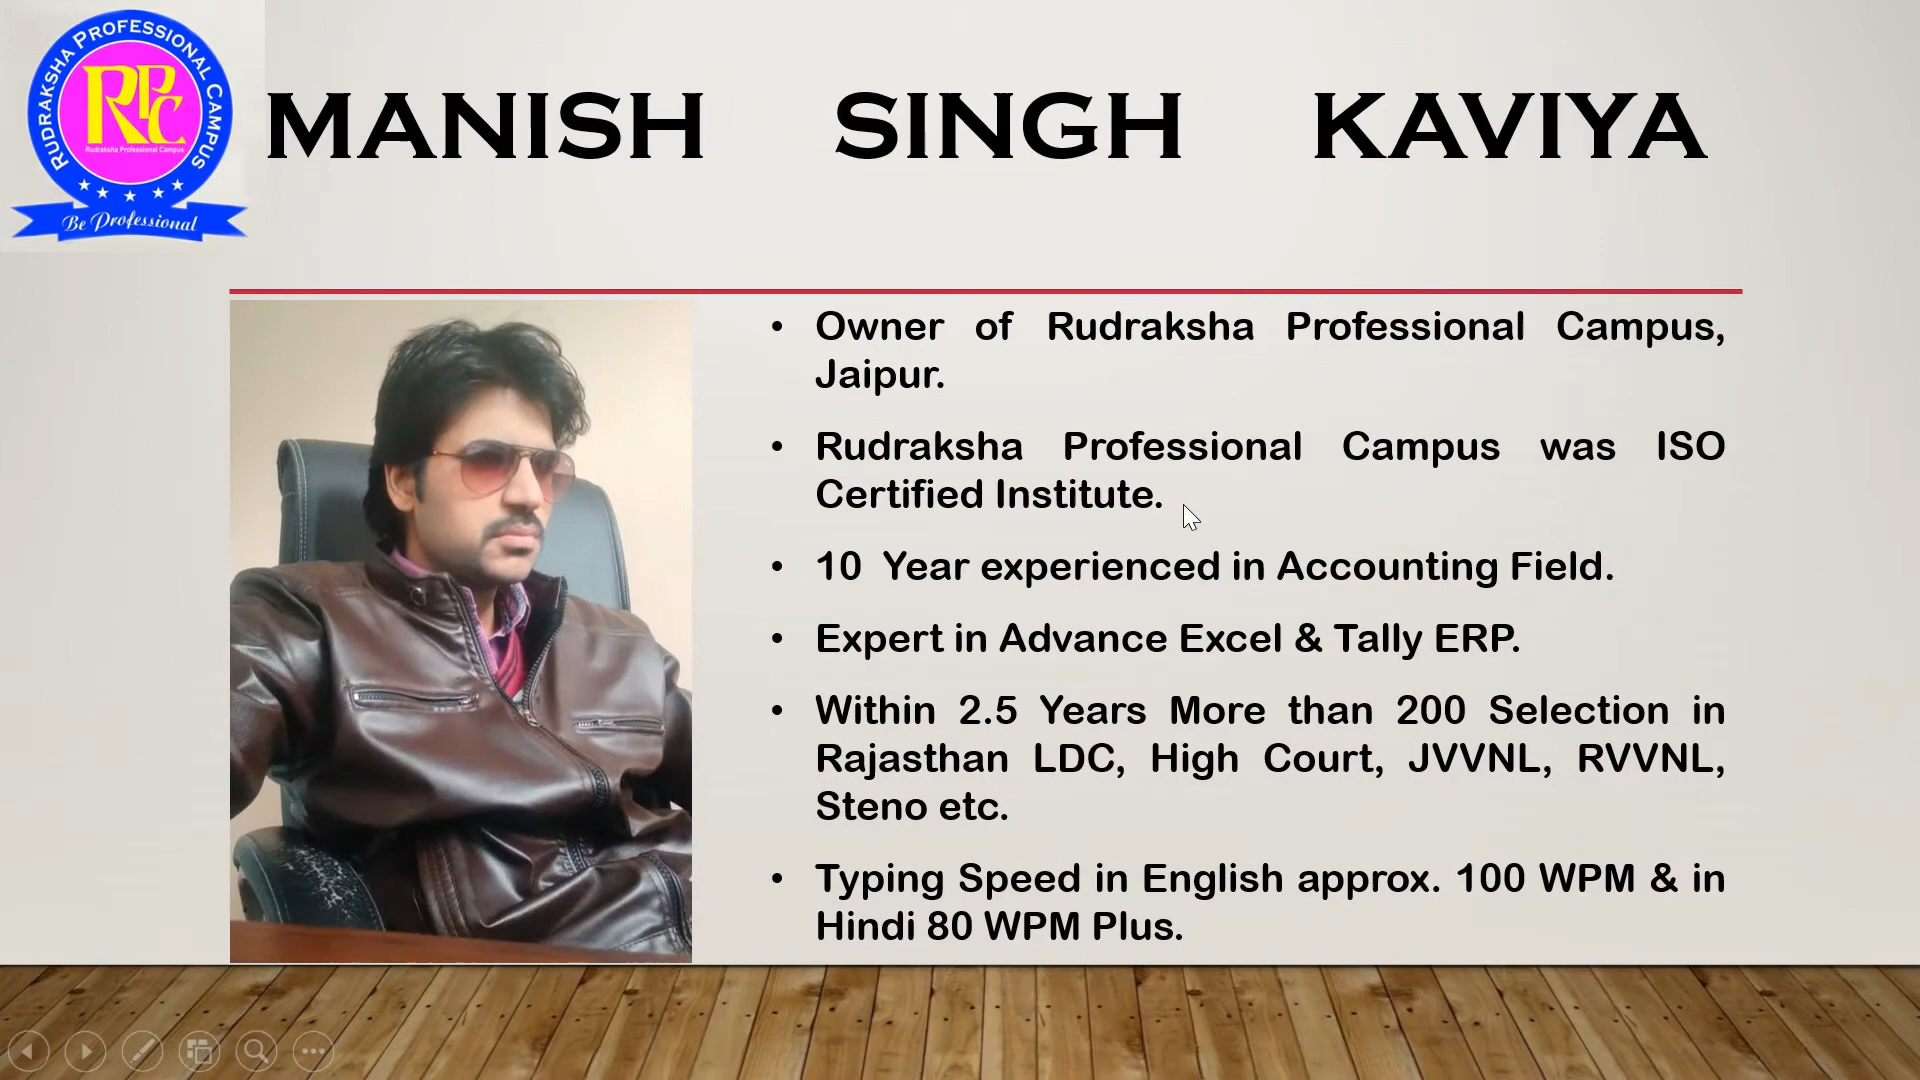 RUDRAKSHA PROFESSIONAL CAMPUS
RPC
Rudraksha Professional Campus
Be Professional
MANISH SINGH KAVIYA
• Owner of Rudraksha Professional Campus,
Jaipur.
• Rudraksha Professional Campus was ISO
Certified Institute.
• 10 Year experienced in Accounting Field.
• Expert in Advance Excel & Tally ERP.
• Within 2.5 Years More than 200 Selection in
Rajasthan LDC, High Court, JVVNL, RVVNL,
Steno etc.
• Typing Speed in English approx. 100 WPM & in
Hindi 80 WPM Plus.